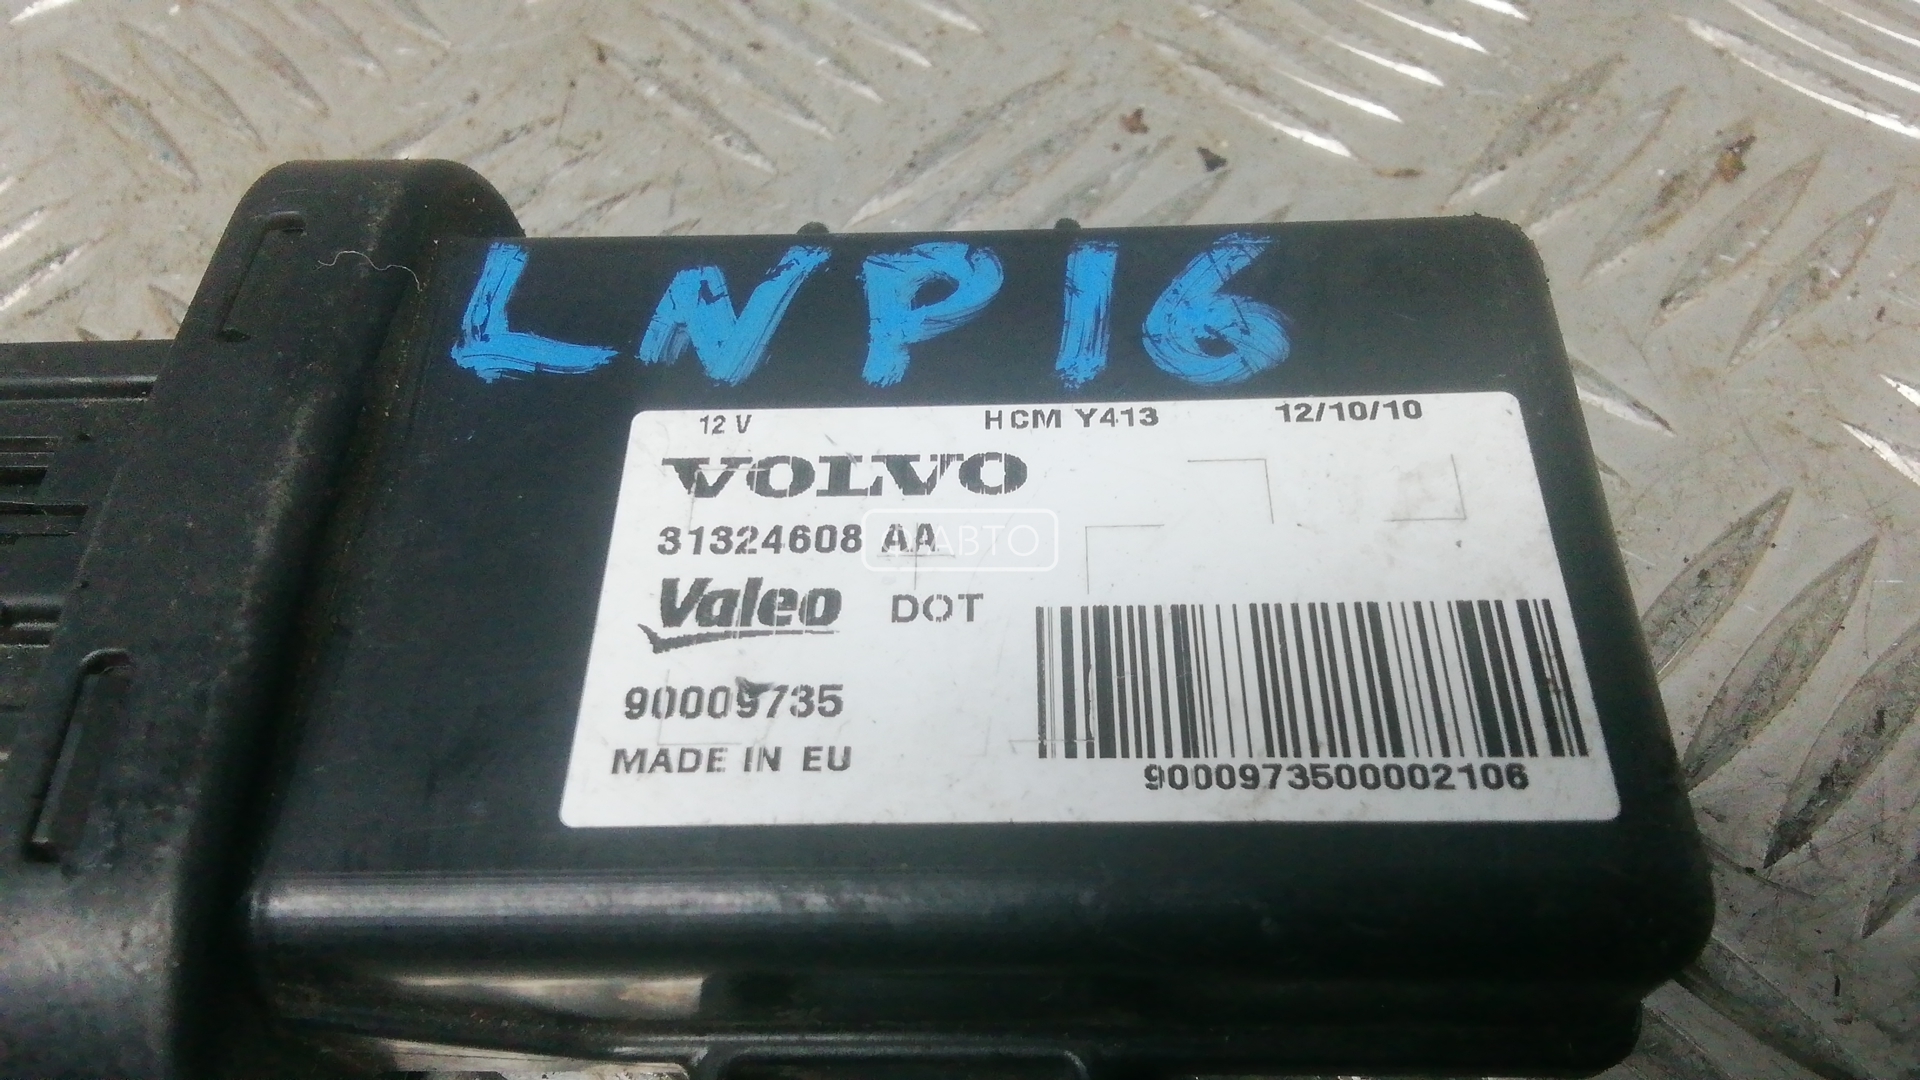 LNP16
12 V HCM Y413 12/10/10
VOLVO
31324608 AA
Valeo DOT
90009735
MADE IN EU
9000973500002106